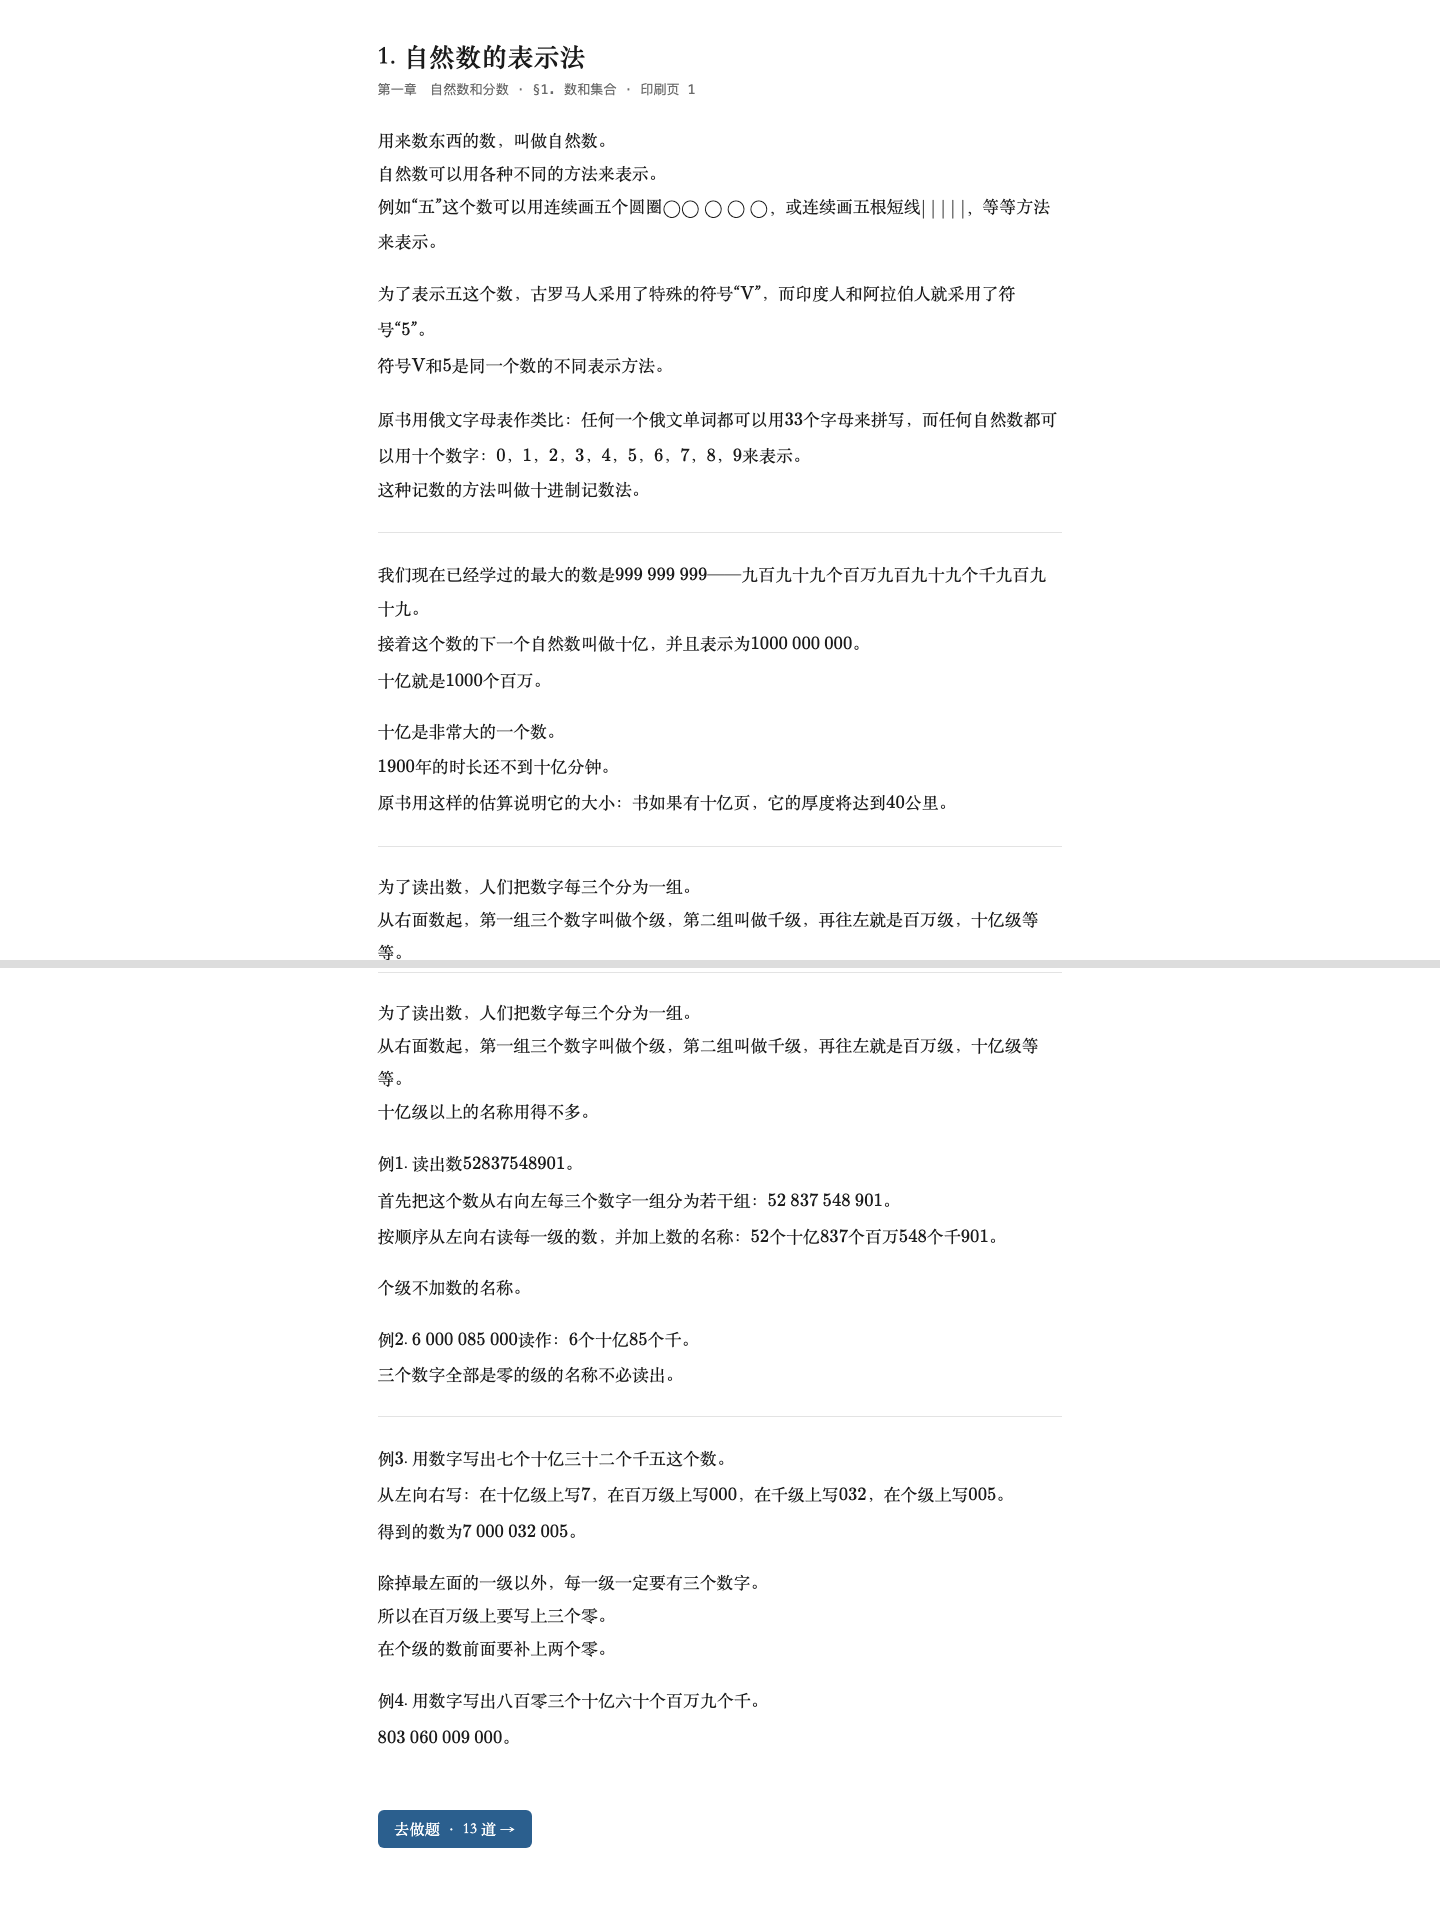 1. 自然数的表示法
第一章　自然数和分数 · §1. 数和集合 · 印刷页 1
用来数东西的数，叫做自然数。
自然数可以用各种不同的方法来表示。
例如“五”这个数可以用连续画五个圆圈◯◯ ◯ ◯ ◯，或连续画五根短线| | | | |，等等方法
来表示。
为了表示五这个数，古罗马人采用了特殊的符号“V”，而印度人和阿拉伯人就采用了符
号“5”。
符号V和5是同一个数的不同表示方法。
原书用俄文字母表作类比：任何一个俄文单词都可以用33个字母来拼写，而任何自然数都可
以用十个数字：0，1，2，3，4，5，6，7，8，9来表示。
这种记数的方法叫做十进制记数法。
我们现在已经学过的最大的数是999 999 999——九百九十九个百万九百九十九个千九百九
十九。
接着这个数的下一个自然数叫做十亿，并且表示为1000 000 000。
十亿就是1000个百万。
十亿是非常大的一个数。
1900年的时长还不到十亿分钟。
原书用这样的估算说明它的大小：书如果有十亿页，它的厚度将达到40公里。
为了读出数，人们把数字每三个分为一组。
从右面数起，第一组三个数字叫做个级，第二组叫做千级，再往左就是百万级，十亿级等
等。
为了读出数，人们把数字每三个分为一组。
从右面数起，第一组三个数字叫做个级，第二组叫做千级，再往左就是百万级，十亿级等
等。
十亿级以上的名称用得不多。
例1. 读出数52837548901。
首先把这个数从右向左每三个数字一组分为若干组：52 837 548 901。
按顺序从左向右读每一级的数，并加上数的名称：52个十亿837个百万548个千901。
个级不加数的名称。
例2. 6 000 085 000读作：6个十亿85个千。
三个数字全部是零的级的名称不必读出。
例3. 用数字写出七个十亿三十二个千五这个数。
从左向右写：在十亿级上写7，在百万级上写000，在千级上写032，在个级上写005。
得到的数为7 000 032 005。
除掉最左面的一级以外，每一级一定要有三个数字。
所以在百万级上要写上三个零。
在个级的数前面要补上两个零。
例4. 用数字写出八百零三个十亿六十个百万九个千。
803 060 009 000。
去做题 · 13 道 →